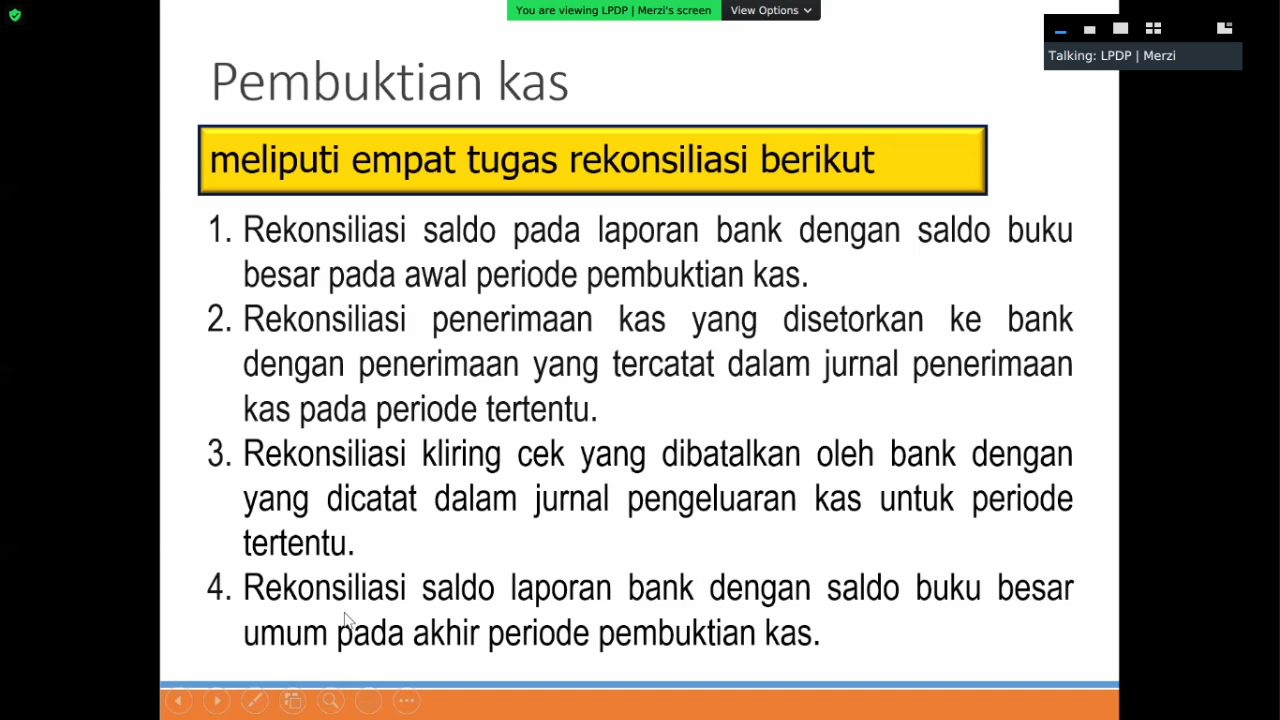 You are viewing LPDP | Merzi's screen
View Options
Talking: LPDP | Merzi
Pembuktian kas
meliputi empat tugas rekonsiliasi berikut
1. Rekonsiliasi saldo pada laporan bank dengan saldo buku
besar pada awal periode pembuktian kas.
2. Rekonsiliasi penerimaan kas yang disetorkan ke bank
dengan penerimaan yang tercatat dalam jurnal penerimaan
kas pada periode tertentu.
3. Rekonsiliasi kliring cek yang dibatalkan oleh bank dengan
yang dicatat dalam jurnal pengeluaran kas untuk periode
tertentu.
4. Rekonsiliasi saldo laporan bank dengan saldo buku besar
umum pada akhir periode pembuktian kas.